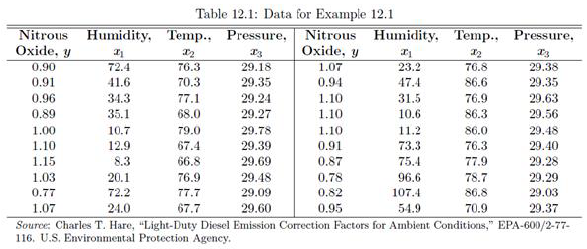 Table 12.1: Data for Example 12.1
Nitrous Humidity, Temp., Pressure, Nitrous Humidity, Temp., Pressure,
Oxide, y x1 x2 x3 Oxide, y x1 x2 x3
0.90 72.4 76.3 29.18 1.07 23.2 76.8 29.38
0.91 41.6 70.3 29.35 0.94 47.4 86.6 29.35
0.96 34.3 77.1 29.24 1.10 31.5 76.9 29.63
0.89 35.1 68.0 29.27 1.10 10.6 86.3 29.56
1.00 10.7 79.0 29.78 1.10 11.2 86.0 29.48
1.10 12.9 67.4 29.39 0.91 73.3 76.3 29.40
1.15 8.3 66.8 29.69 0.87 75.4 77.9 29.28
1.03 20.1 76.9 29.48 0.78 96.6 78.7 29.29
0.77 72.2 77.7 29.09 0.82 107.4 86.8 29.03
1.07 24.0 67.7 29.60 0.95 54.9 70.9 29.37
Source: Charles T. Hare, “Light-Duty Diesel Emission Correction Factors for Ambient Conditions,” EPA-600/2-77-
116. U.S. Environmental Protection Agency.